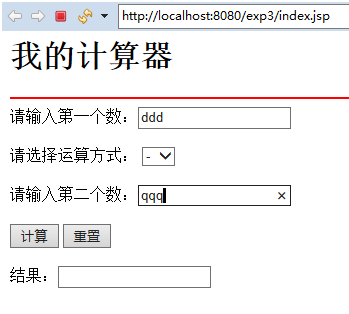 http://localhost:8080/exp3/index.jsp
我的计算器
请输入第一个数：ddd
请选择运算方式：-
请输入第二个数：qqq ×
计算 重置
结果：